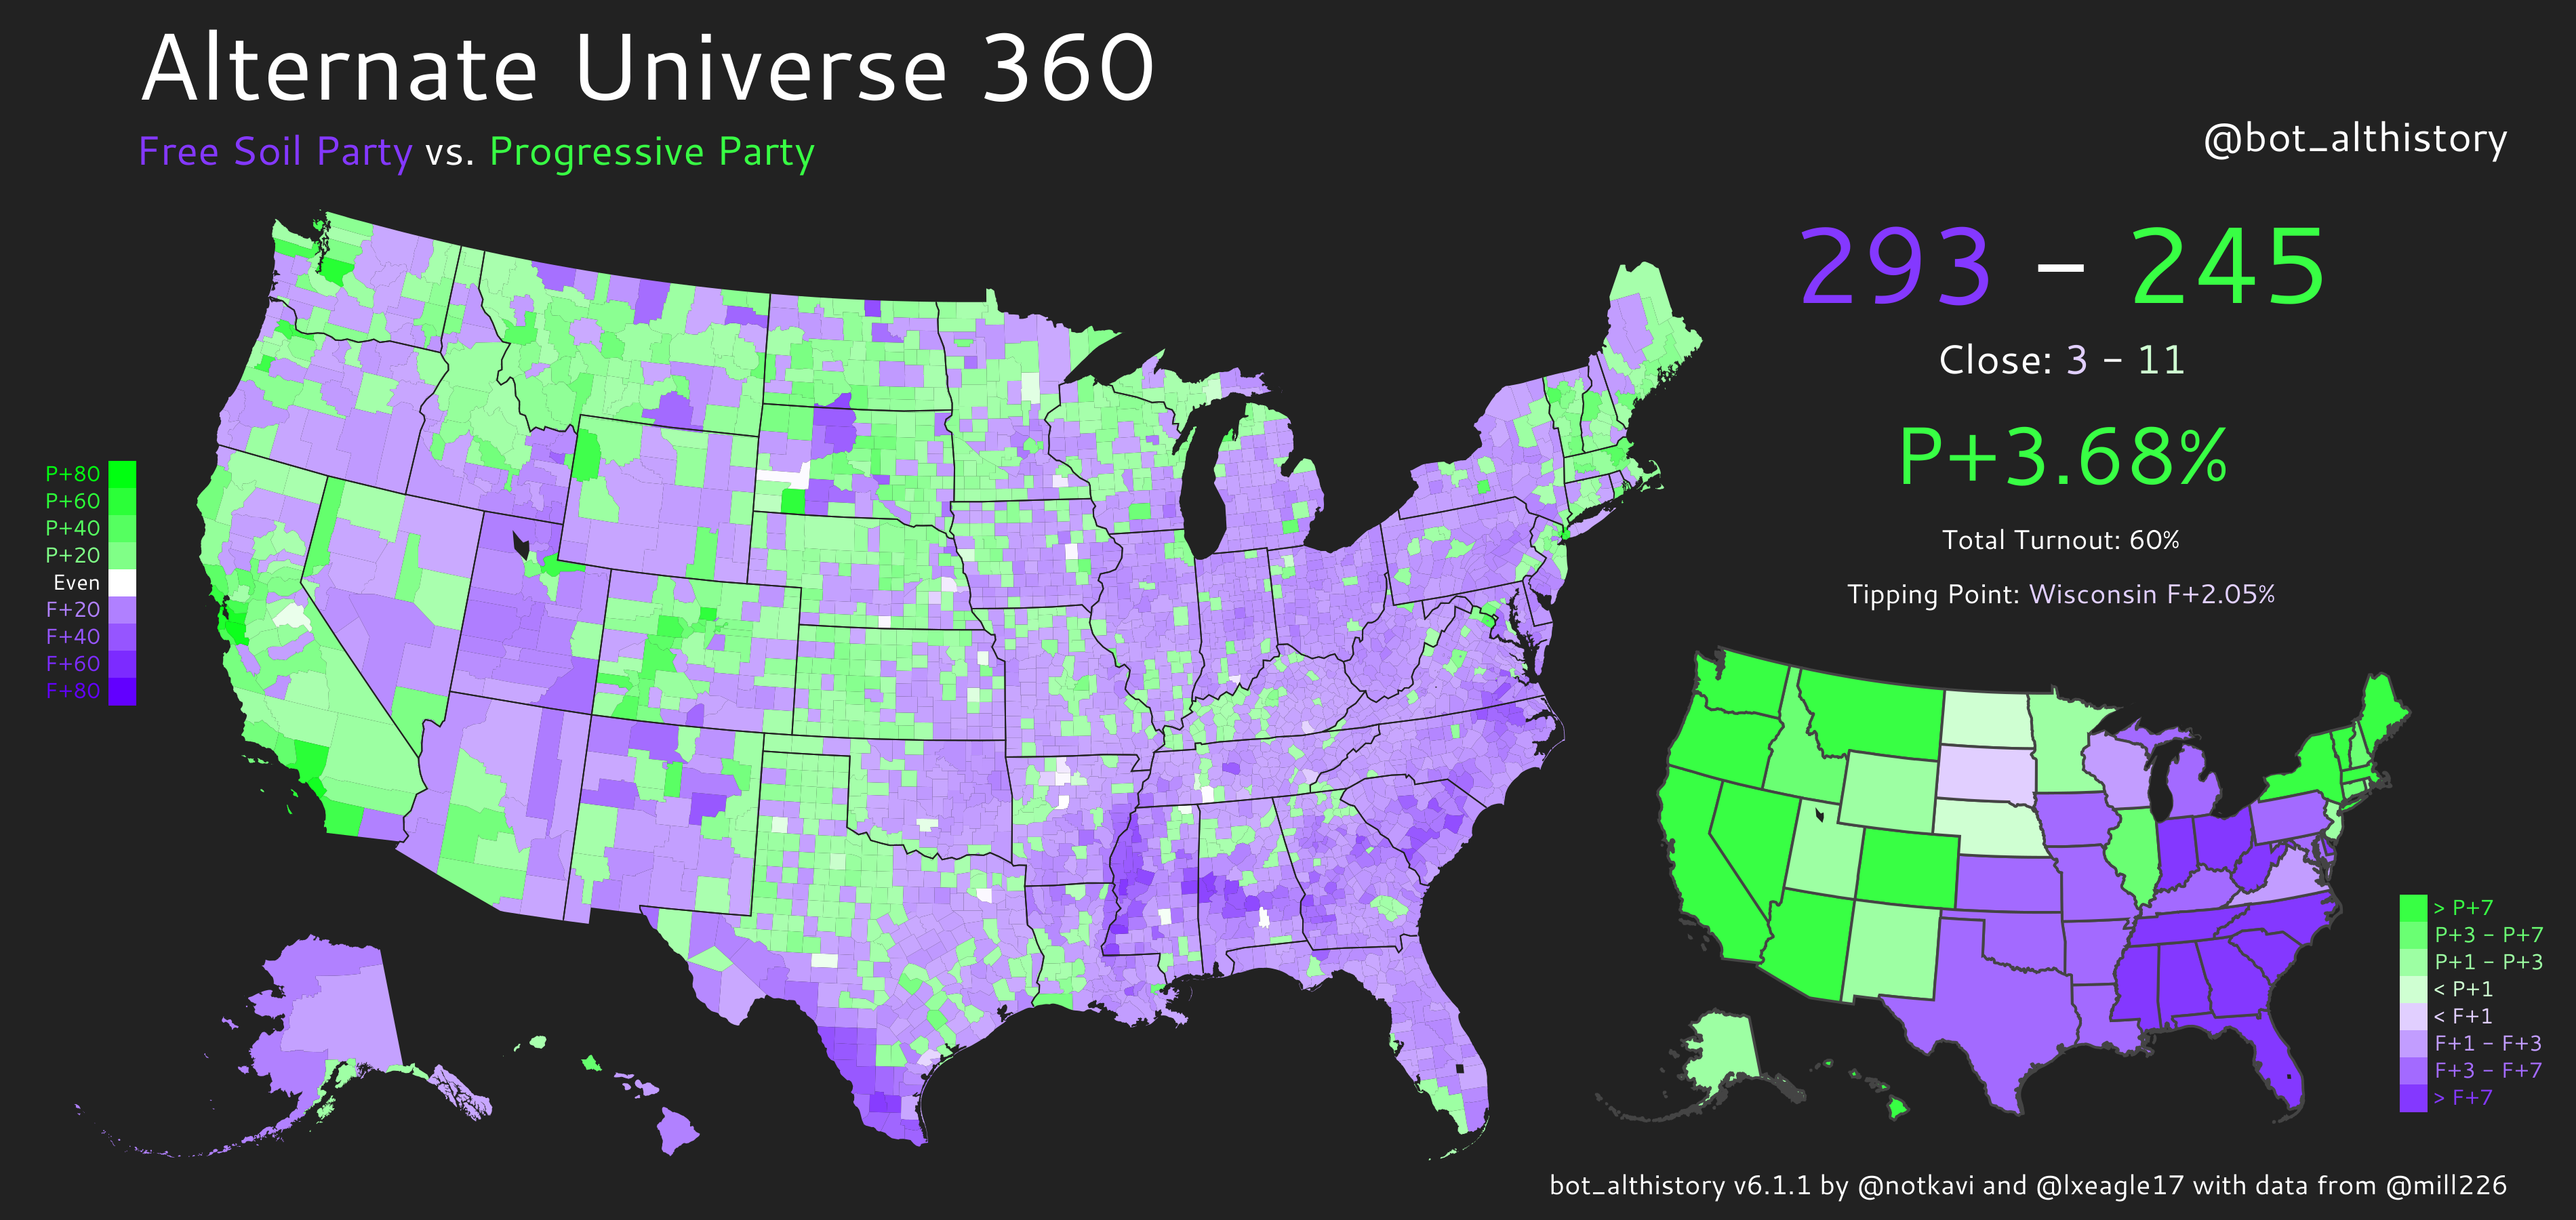 Alternate Universe 360
Free Soil Party vs. Progressive Party
@bot_althistory
293 – 245
Close: 3 – 11
P+3.68%
Total Turnout: 60%
Tipping Point: Wisconsin F+2.05%
P+80
P+60
P+40
P+20
Even
F+20
F+40
F+60
F+80
> P+7
P+3 – P+7
P+1 – P+3
< P+1
< F+1
F+1 – F+3
F+3 – F+7
> F+7
bot_althistory v6.1.1 by @notkavi and @lxeagle17 with data from @mill226